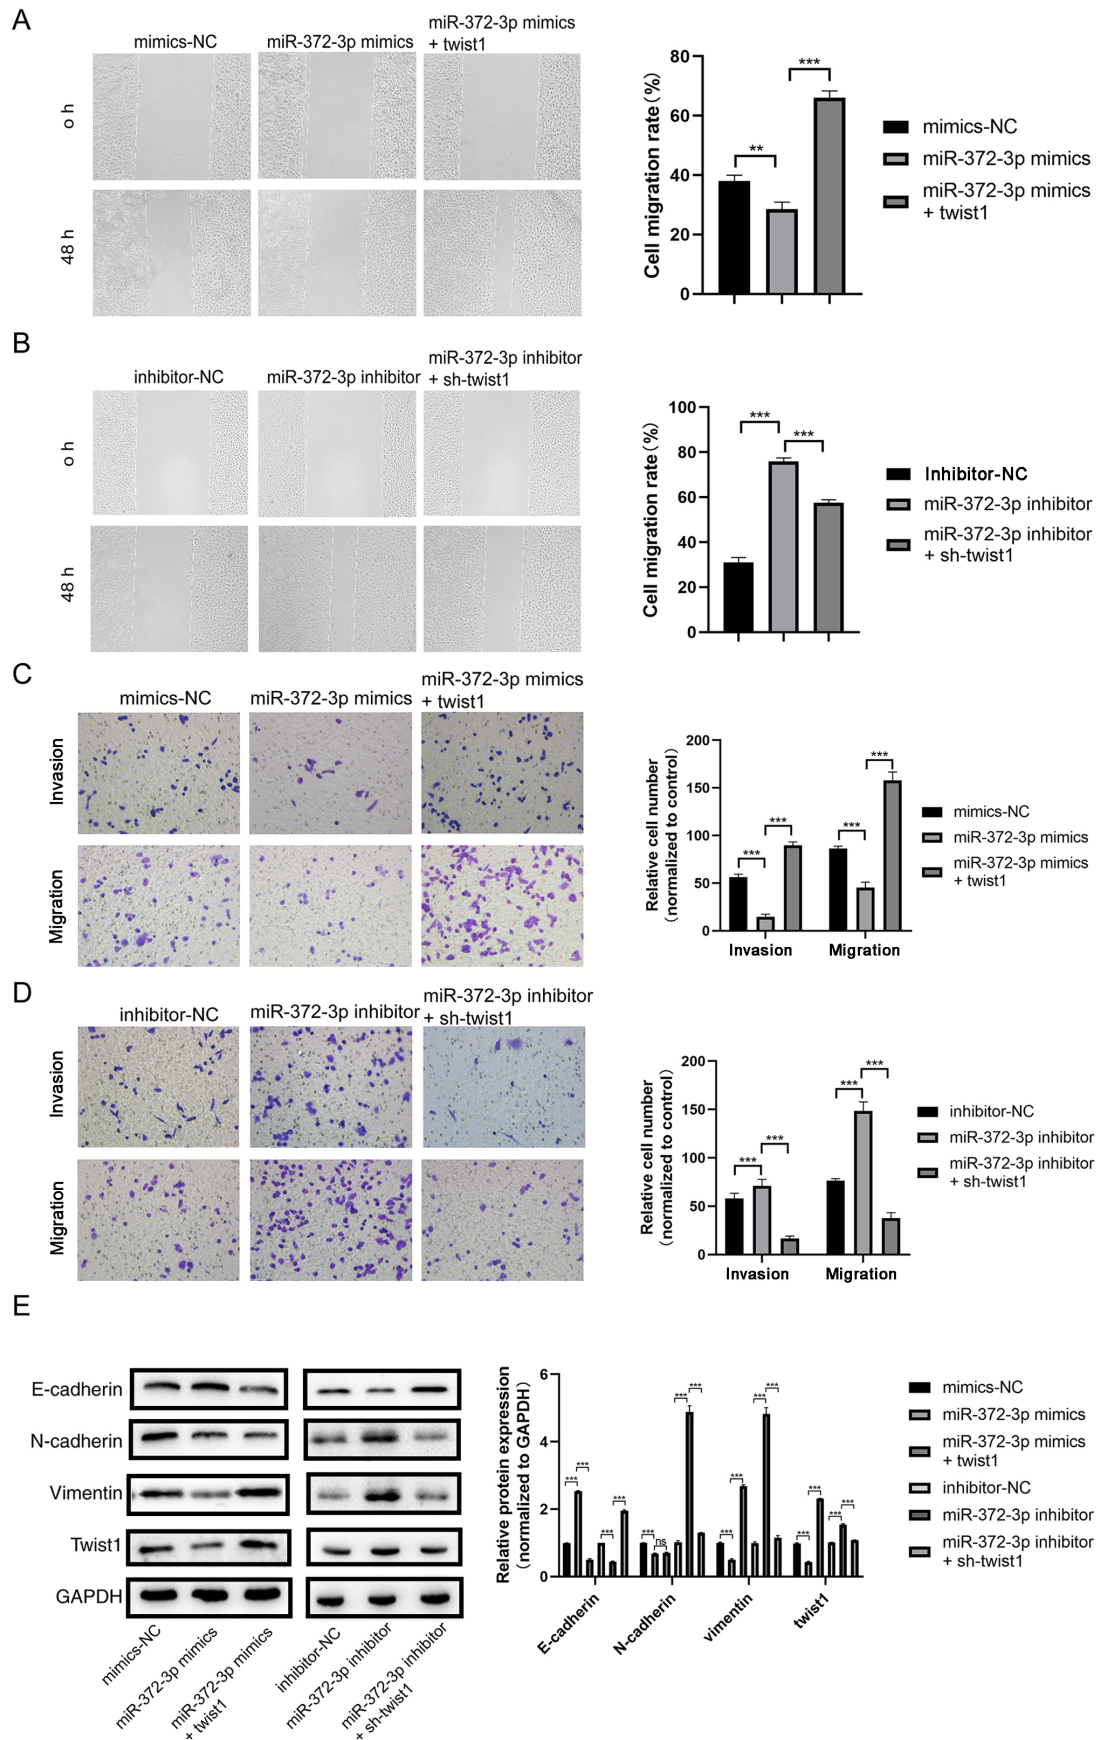 A
mimics-NC
miR-372-3p mimics
miR-372-3p mimics
+ twist1
o h
48 h
Cell migration rate (%)
80
60
40
20
0
**
***
mimics-NC
miR-372-3p mimics
miR-372-3p mimics
+ twist1
B
inhibitor-NC
miR-372-3p inhibitor
miR-372-3p inhibitor
+ sh-twist1
o h
48 h
Cell migration rate (%)
100
80
60
40
20
0
***
***
Inhibitor-NC
miR-372-3p inhibitor
miR-372-3p inhibitor
+ sh-twist1
C
mimics-NC
miR-372-3p mimics
miR-372-3p mimics
+ twist1
Invasion
Migration
Relative cell number
(normalized to control)
200
150
100
50
0
***
***
***
***
Invasion
Migration
mimics-NC
miR-372-3p mimics
miR-372-3p mimics
+ twist1
D
inhibitor-NC
miR-372-3p inhibitor
miR-372-3p inhibitor
+ sh-twist1
Invasion
Migration
Relative cell number
(normalized to control)
200
150
100
50
0
***
***
***
***
Invasion
Migration
inhibitor-NC
miR-372-3p inhibitor
miR-372-3p inhibitor
+ sh-twist1
E
E-cadherin
N-cadherin
Vimentin
Twist1
GAPDH
mimics-NC
miR-372-3p mimics
miR-372-3p mimics
+ twist1
inhibitor-NC
miR-372-3p inhibitor
miR-372-3p inhibitor
+ sh-twist1
Relative protein expression
(normalized to GAPDH)
6
4
2
0
***
***
***
***
***
ns
***
***
***
***
***
***
***
***
***
***
E-cadherin
N-cadherin
vimentin
twist1
mimics-NC
miR-372-3p mimics
miR-372-3p mimics
+ twist1
inhibitor-NC
miR-372-3p inhibitor
miR-372-3p inhibitor
+ sh-twist1